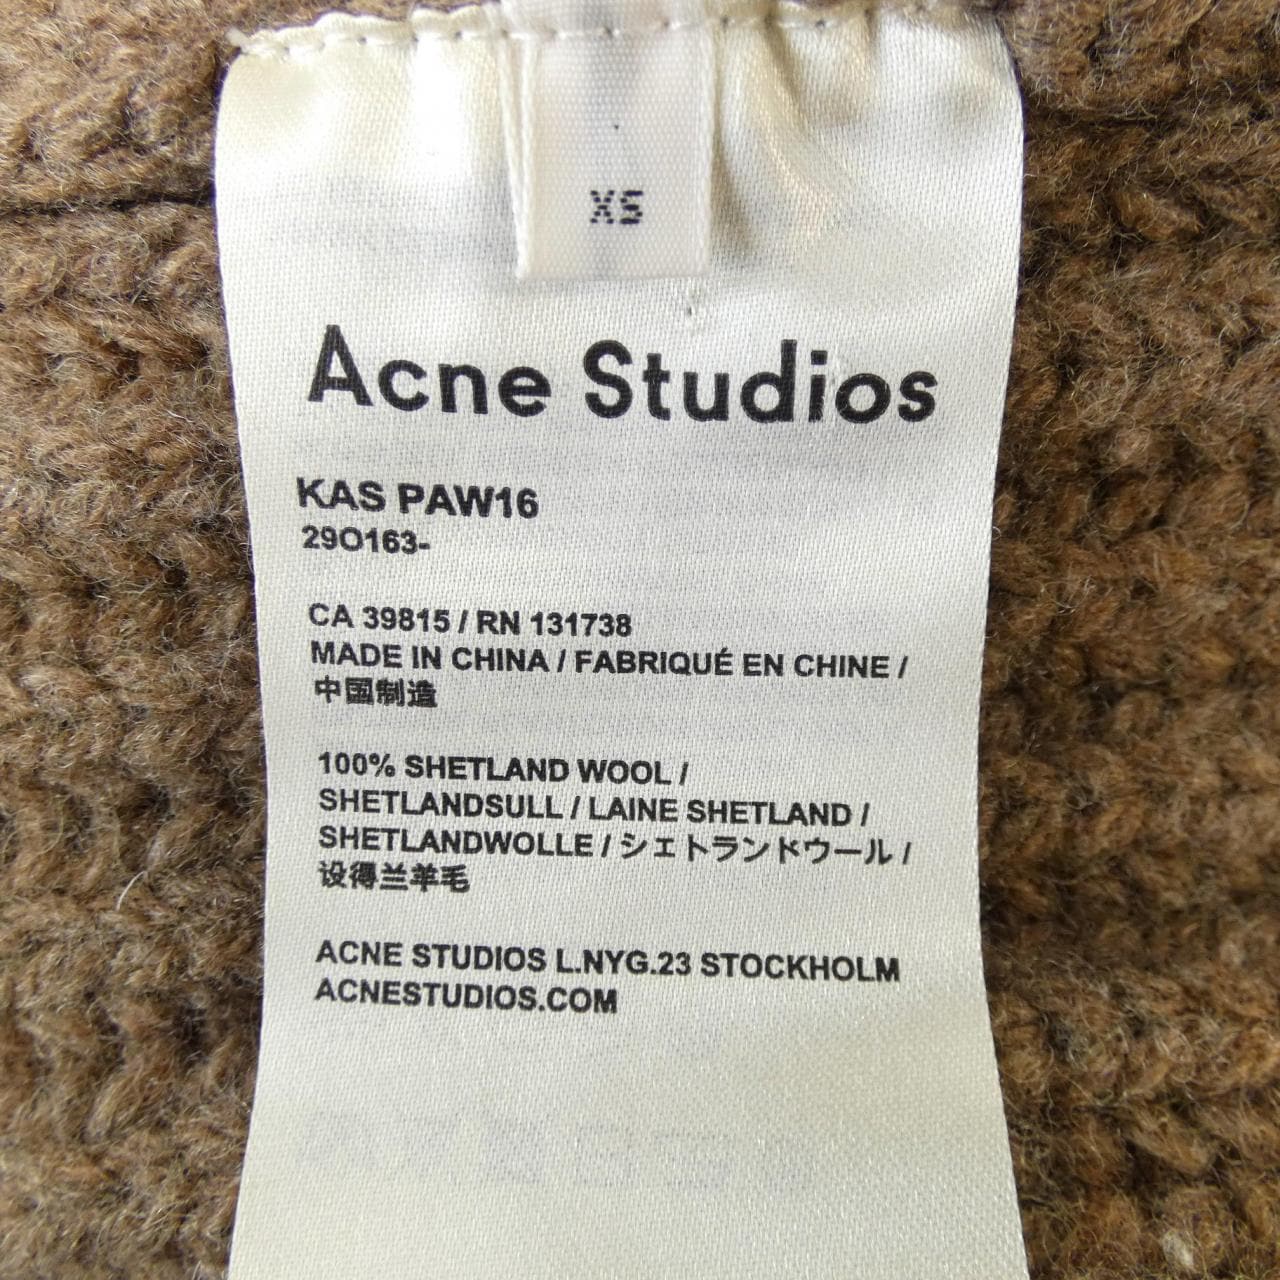 XS
Acne Studios
KAS PAW16
29O163-
CA 39815 / RN 131738
MADE IN CHINA / FABRIQUÉ EN CHINE /
中国制造
100% SHETLAND WOOL /
SHETLANDSULL / LAINE SHETLAND /
SHETLANDWOLLE / シェトランドウール /
设得兰羊毛
ACNE STUDIOS L.NYG.23 STOCKHOLM
ACNESTUDIOS.COM